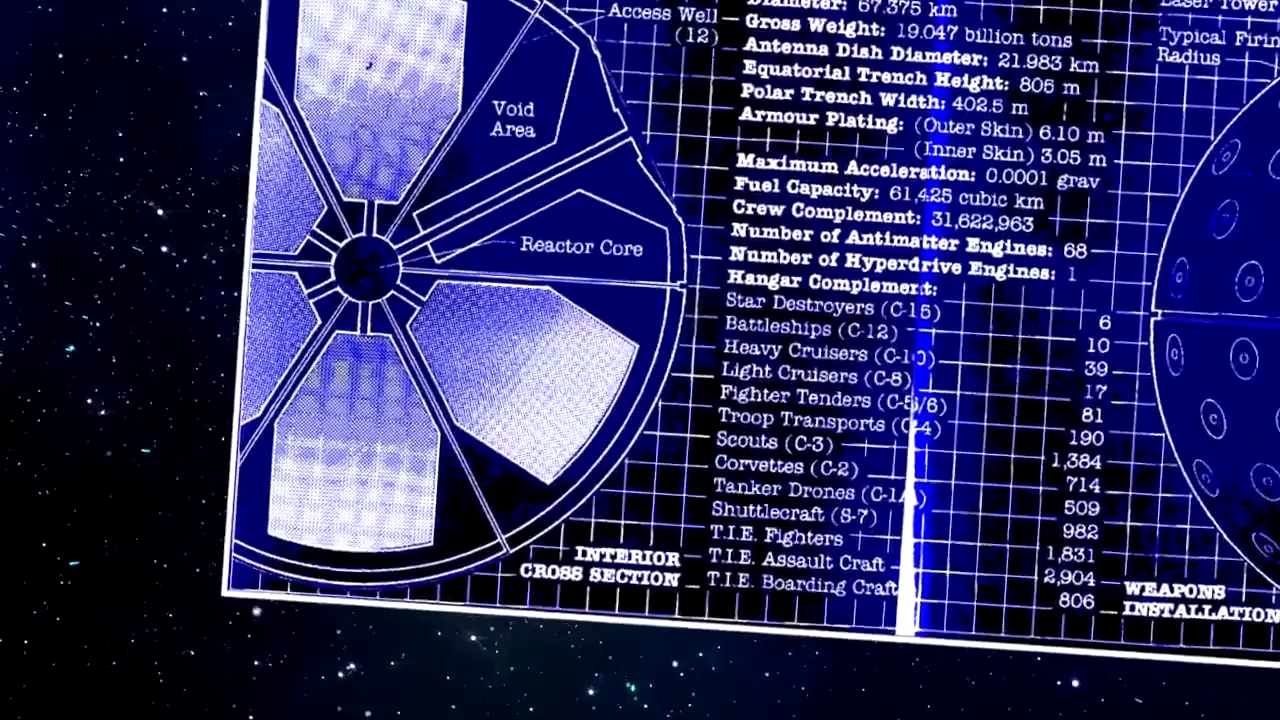 Access Well
(12)
Void
Area
Reactor Core
INTERIOR
CROSS SECTION
Diameter: 67.375 km
Gross Weight: 19.047 billion tons
Antenna Dish Diameter: 21.983 km
Equatorial Trench Height: 805 m
Polar Trench Width: 402.5 m
Armour Plating: (Outer Skin) 6.10 m
(Inner Skin) 3.05 m
Maximum Acceleration: 0.0001 grav
Fuel Capacity: 61,425 cubic km
Crew Complement: 31,622,963
Number of Antimatter Engines: 68
Number of Hyperdrive Engines: 1
Hangar Complement:
Star Destroyers (C-15) 6
Battleships (C-12) 10
Heavy Cruisers (C-10) 39
Light Cruisers (C-8) 17
Fighter Tenders (C-5/6) 81
Troop Transports (C-4) 190
Scouts (C-3) 1,384
Corvettes (C-2) 714
Tanker Drones (C-1A) 509
Shuttlecraft (S-7) 982
T.I.E. Fighters 1,831
T.I.E. Assault Craft 2,904
T.I.E. Boarding Craft 806
Laser Tower
Typical Firin
Radius
WEAPONS
INSTALLATION